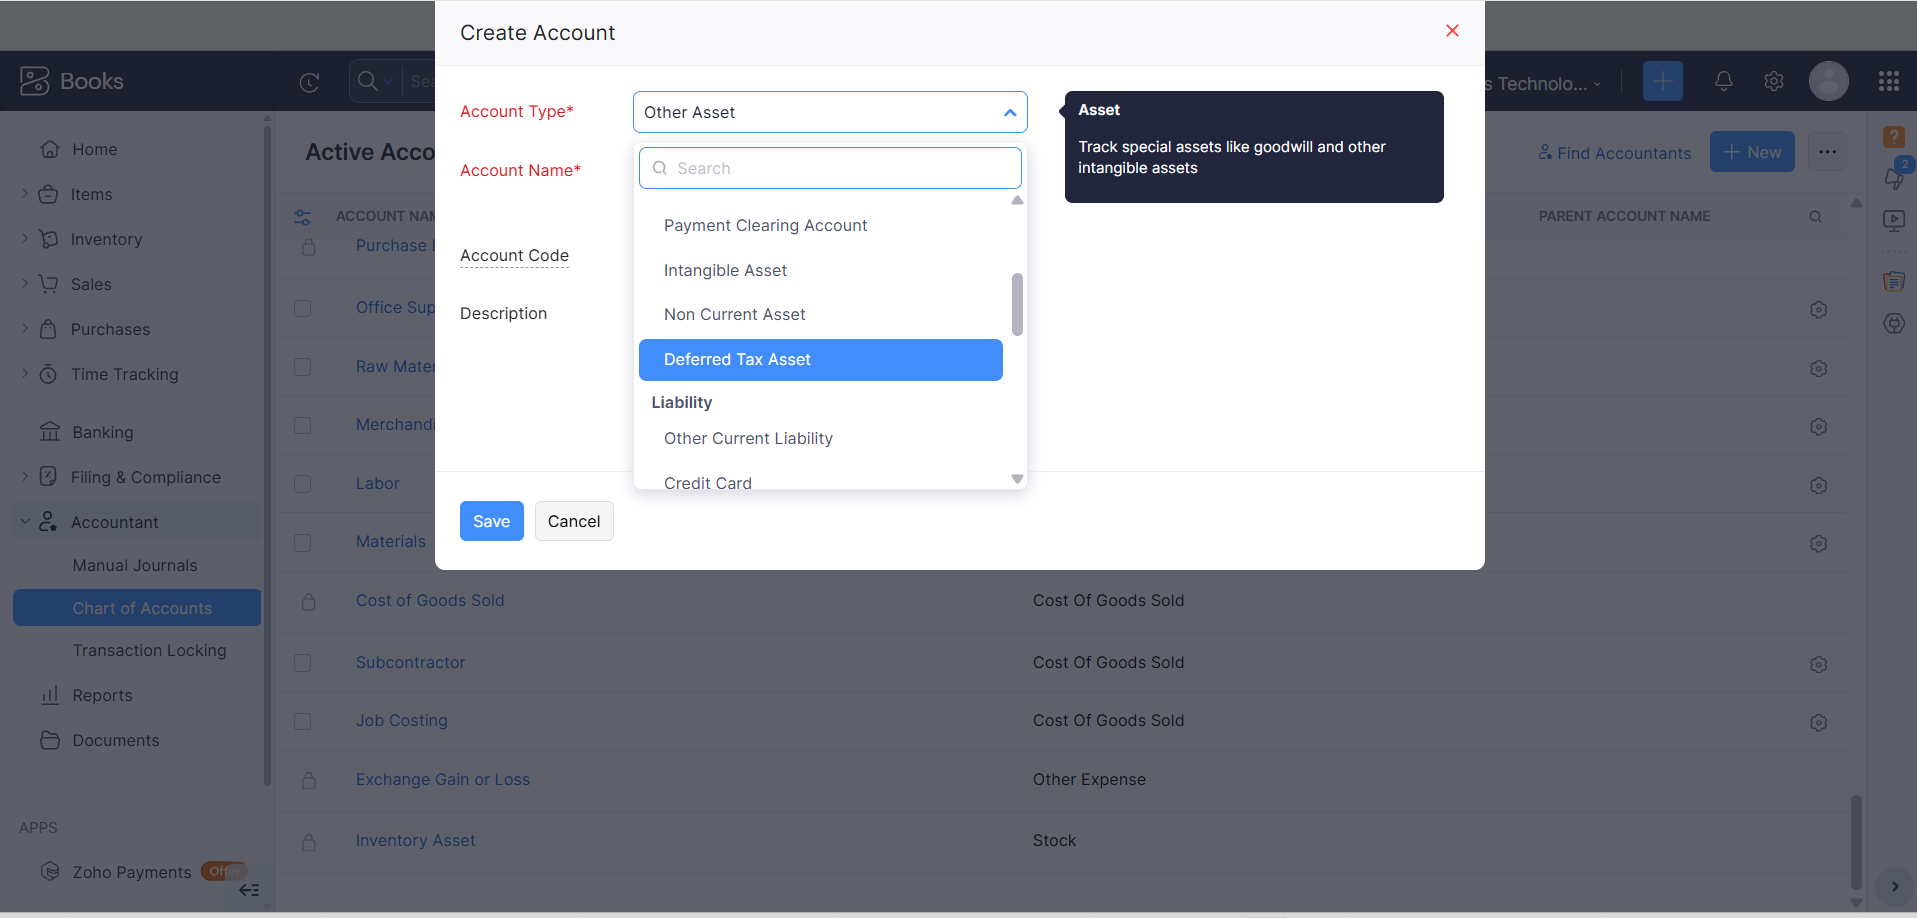 Create Account
Books
Sea
s Technolo...
Account Type*
Other Asset
Asset
Track special assets like goodwill and other
intangible assets
Home
Active Acco
Search
Find Accountants
New
Account Name*
Items
ACCOUNT NAM
PARENT ACCOUNT NAME
Payment Clearing Account
Inventory
Purchase
Account Code
Intangible Asset
Sales
Office Sup
Description
Non Current Asset
Purchases
Raw Mater
Deferred Tax Asset
Time Tracking
Liability
Merchandi
Other Current Liability
Banking
Labor
Credit Card
Filing & Compliance
Accountant
Save
Cancel
Materials
Manual Journals
Chart of Accounts
Cost of Goods Sold
Cost Of Goods Sold
Transaction Locking
Subcontractor
Cost Of Goods Sold
Reports
Job Costing
Cost Of Goods Sold
Documents
Exchange Gain or Loss
Other Expense
APPS
Inventory Asset
Stock
Zoho Payments
Offer
?
2